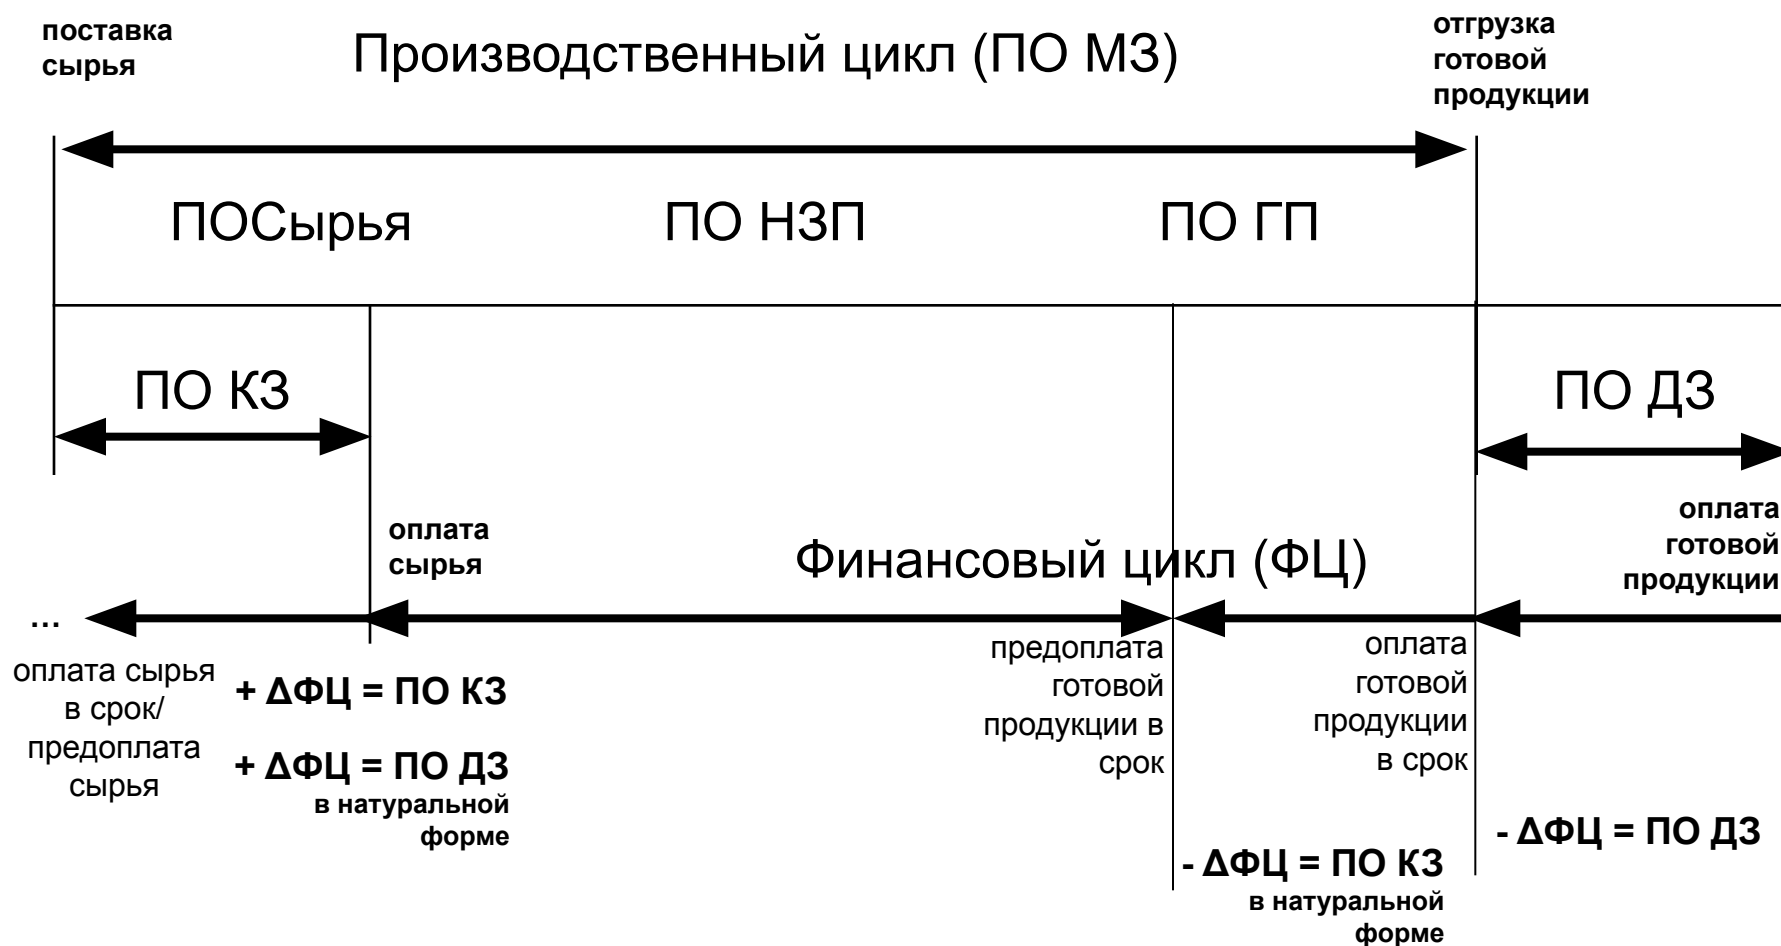 поставка
сырья
Производственный цикл (ПО МЗ)
отгрузка
готовой
продукции
ПОСырья
ПО НЗП
ПО ГП
ПО КЗ
ПО ДЗ
оплата
сырья
Финансовый цикл (ФЦ)
оплата
готовой
продукции
...
оплата сырья
в срок/
предоплата
сырья
+ ΔФЦ = ПО КЗ
+ ΔФЦ = ПО ДЗ
в натуральной
форме
предоплата
готовой
продукции в
срок
оплата
готовой
продукции
в срок
- ΔФЦ = ПО КЗ
в натуральной
форме
- ΔФЦ = ПО ДЗ